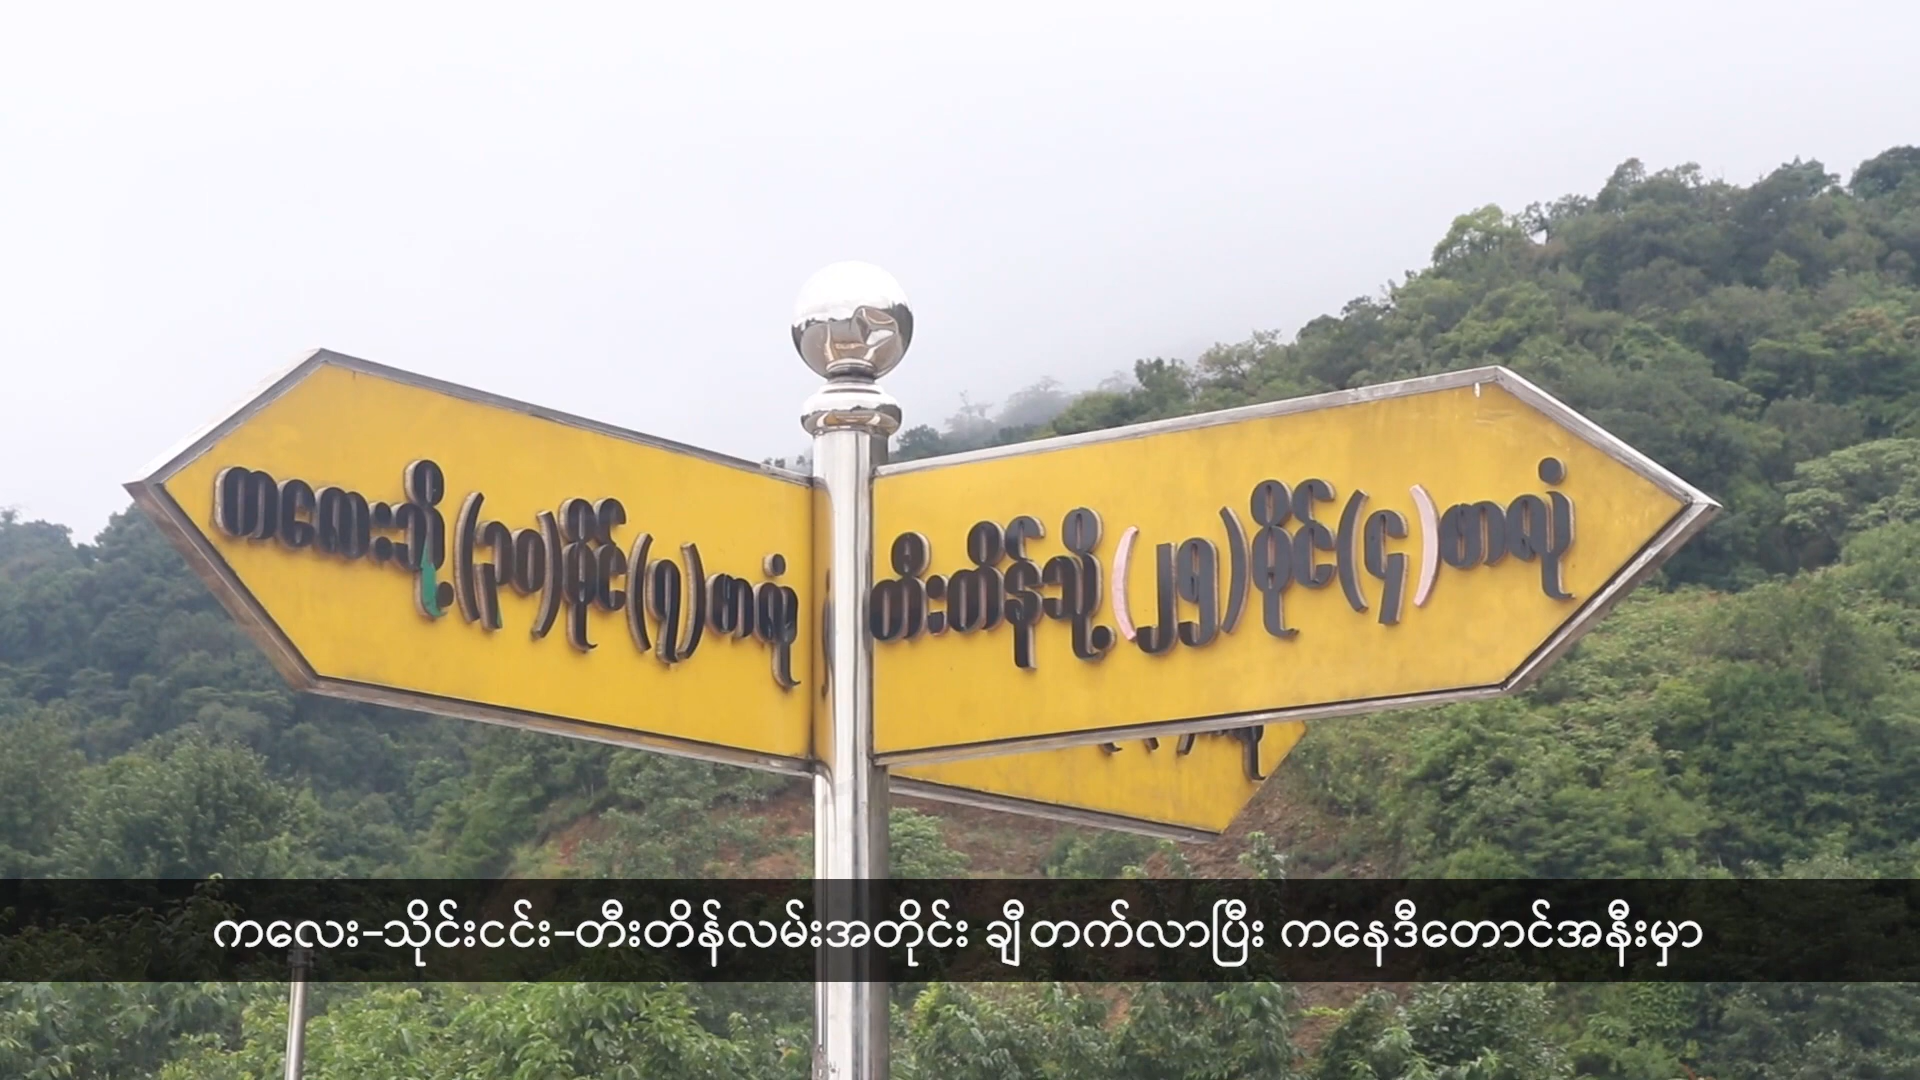 ကလေးသို့(၃၀)မိုင်(၇)ဖာလုံ
တီးတိန်သို့(၂၅)မိုင်(၄)ဖာလုံ
ကလေး-သိုင်းငင်း-တီးတိန်လမ်းအတိုင်း ချီတက်လာပြီး ကနေဒီတောင်အနီးမှာ